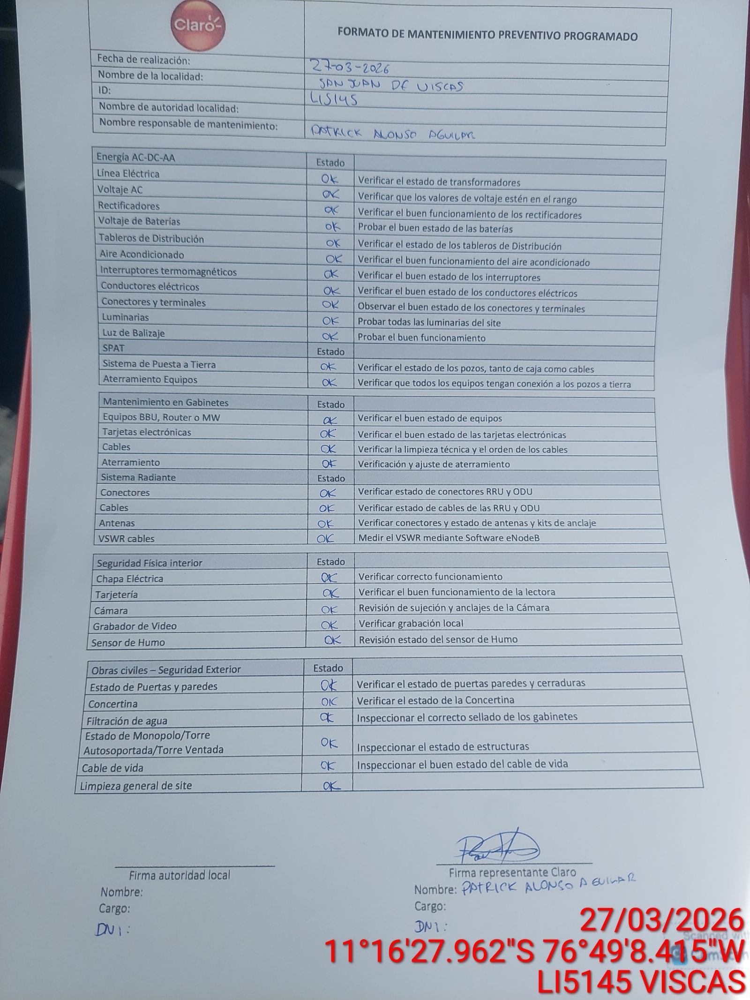 Claro
FORMATO DE MANTENIMIENTO PREVENTIVO PROGRAMADO
Fecha de realización: 27-03-2026
Nombre de la localidad: SAN JUAN DE VISCAS
ID: LI5145
Nombre de autoridad localidad:
Nombre responsable de mantenimiento: PATRICK ALONSO AGUILAR
Energía AC-DC-AA Estado
Línea Eléctrica OK Verificar el estado de transformadores
Voltaje AC OK Verificar que los valores de voltaje estén en el rango
Rectificadores OK Verificar el buen funcionamiento de los rectificadores
Voltaje de Baterías OK Probar el buen estado de las baterías
Tableros de Distribución OK Verificar el estado de los tableros de Distribución
Aire Acondicionado OK Verificar el buen funcionamiento del aire acondicionado
Interruptores termomagnéticos OK Verificar el buen estado de los interruptores
Conductores eléctricos OK Verificar el buen estado de los conductores eléctricos
Conectores y terminales OK Observar el buen estado de los conectores y terminales
Luminarias OK Probar todas las luminarias del site
Luz de Balizaje OK Probar el buen funcionamiento
SPAT Estado
Sistema de Puesta a Tierra OK Verificar el estado de los pozos, tanto de caja como cables
Aterramiento Equipos OK Verificar que todos los equipos tengan conexión a los pozos a tierra
Mantenimiento en Gabinetes Estado
Equipos BBU, Router o MW OK Verificar el buen estado de equipos
Tarjetas electrónicas OK Verificar el buen estado de las tarjetas electrónicas
Cables OK Verificar la limpieza técnica y el orden de los cables
Aterramiento OK Verificación y ajuste de aterramiento
Sistema Radiante Estado
Conectores OK Verificar estado de conectores RRU y ODU
Cables OK Verificar estado de cables de las RRU y ODU
Antenas OK Verificar conectores y estado de antenas y kits de anclaje
VSWR cables OK Medir el VSWR mediante Software eNodeB
Seguridad Física interior Estado
Chapa Eléctrica OK Verificar correcto funcionamiento
Tarjetería OK Verificar el buen funcionamiento de la lectora
Cámara OK Revisión de sujeción y anclajes de la Cámara
Grabador de Video OK Verificar grabación local
Sensor de Humo OK Revisión estado del sensor de Humo
Obras civiles – Seguridad Exterior Estado
Estado de Puertas y paredes OK Verificar el estado de puertas paredes y cerraduras
Concertina OK Verificar el estado de la Concertina
Filtración de agua OK Inspeccionar el correcto sellado de los gabinetes
Estado de Monopolo/Torre
Autosoportada/Torre Ventada OK Inspeccionar el estado de estructuras
Cable de vida OK Inspeccionar el buen estado del cable de vida
Limpieza general de site OK
Firma autoridad local
Nombre:
Cargo:
DNI:
Firma representante Claro
Nombre: PATRICK ALONSO AGUILAR
Cargo:
DNI:
27/03/2026
Scanned with
11°16'27.962"S 76°49'8.415"W
LI5145 VISCAS